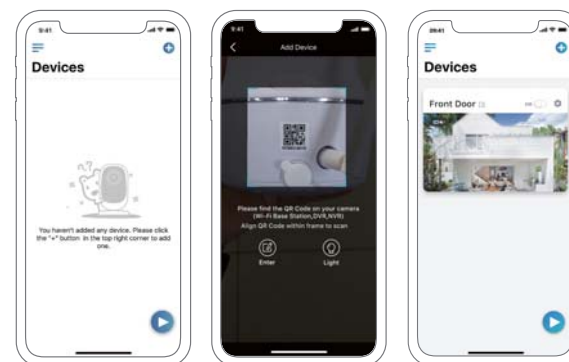 9:41
Devices
You haven't added any device. Please click
the "+" button in the top right corner to add
one.
9:41
Add Device
Please find the QR Code on your camera
(Wi-Fi Base Station,DVR,NVR)
Align QR Code within frame to scan
Enter
Light
09:41
Devices
Front Door